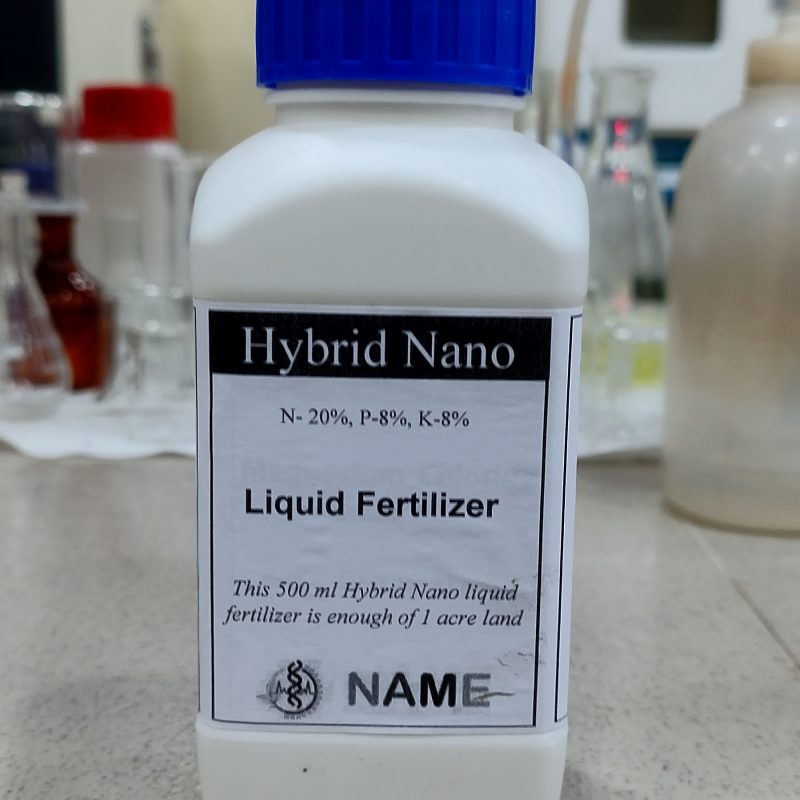 Hybrid Nano
N- 20%, P-8%, K-8%
Liquid Fertilizer
This 500 ml Hybrid Nano liquid
fertilizer is enough of 1 acre land
NAME